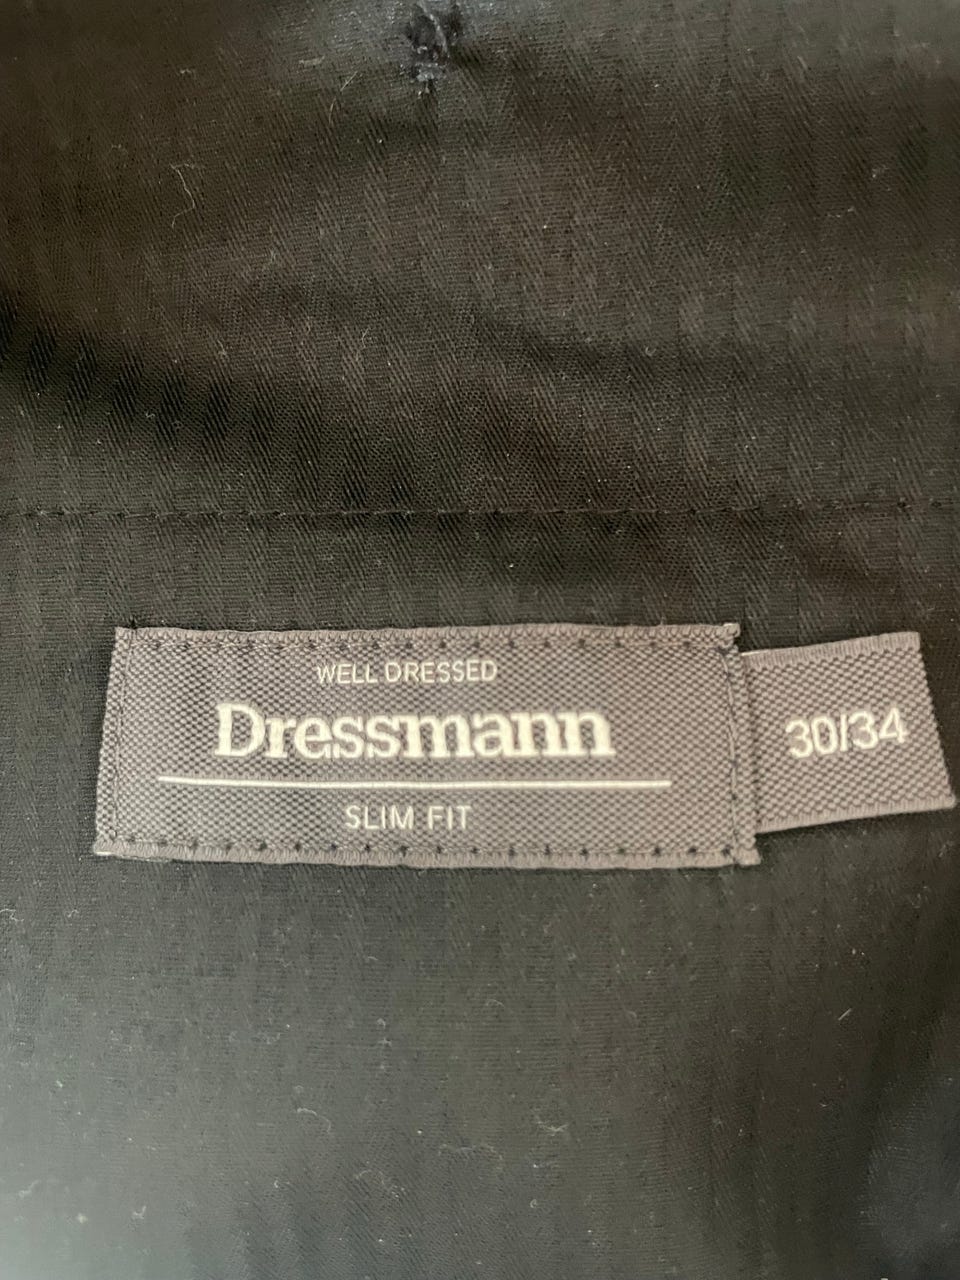 WELL DRESSED
Dressmann
SLIM FIT
30/34